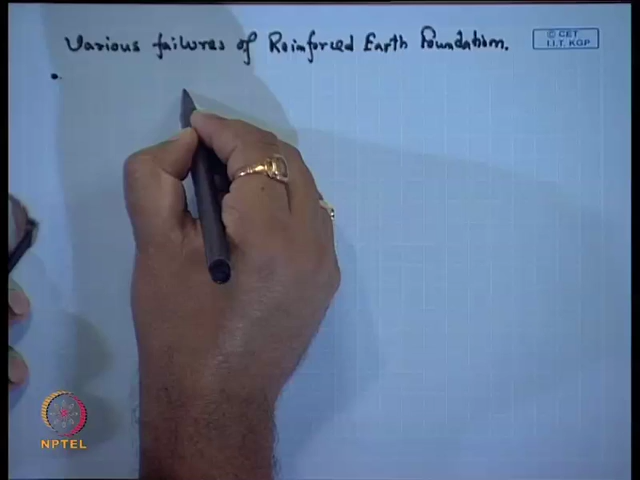 Various failures of Reinforced Earth Foundation.
© CET
I.I.T. KGP
NPTEL